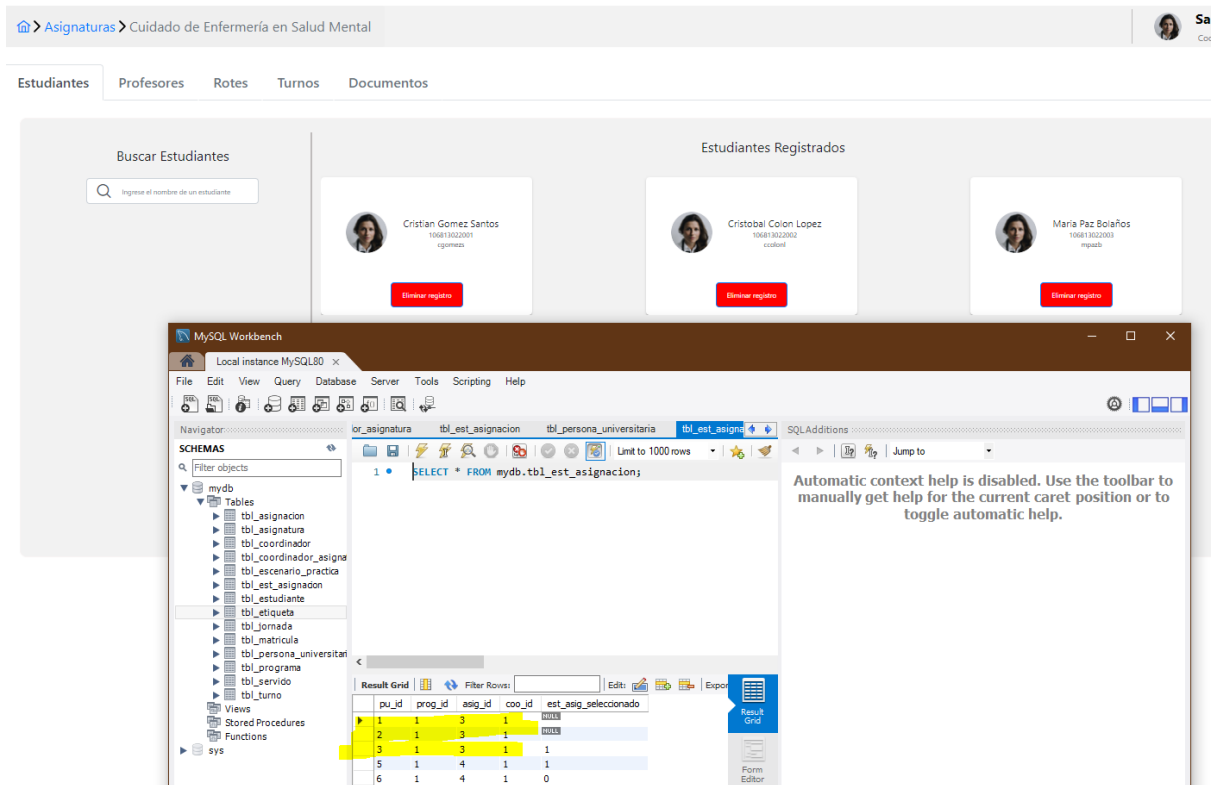 Asignaturas Cuidado de Enfermería en Salud Mental
Sa
Coo
Estudiantes Profesores Rotes Turnos Documentos
Buscar Estudiantes
Ingrese el nombre de un estudiante
Estudiantes Registrados
Cristian Gomez Santos
106813022001
cgomezs
Eliminar registro
Cristobal Colon Lopez
106813022002
ccolonl
Eliminar registro
Maria Paz Bolaños
106813022003
mpazb
Eliminar registro
MySQL Workbench
Local instance MySQL80
File Edit View Query Database Server Tools Scripting Help
Navigator
SCHEMAS
Filter objects
mydb
Tables
tbl_asignacion
tbl_asignatura
tbl_coordinador
tbl_coordinador_asigna
tbl_escenario_practica
tbl_est_asignacion
tbl_estudiante
tbl_etiqueta
tbl_jornada
tbl_matricula
tbl_persona_universitari
tbl_programa
tbl_servido
tbl_turno
Views
Stored Procedures
Functions
sys
or_asignatura tbl_est_asignacion tbl_persona_universitaria tbl_est_asigna
Limit to 1000 rows
1 SELECT * FROM mydb.tbl_est_asignacion;
Result Grid Filter Rows: Edit: Expor
pu_id prog_id asig_id coo_id est_asig_seleccionado
1 1 3 1 NULL
2 1 3 1 NULL
3 1 3 1 1
5 1 4 1 1
6 1 4 1 0
Result
Grid
Form
Editor
SQLAdditions
Jump to
Automatic context help is disabled. Use the toolbar to
manually get help for the current caret position or to
toggle automatic help.